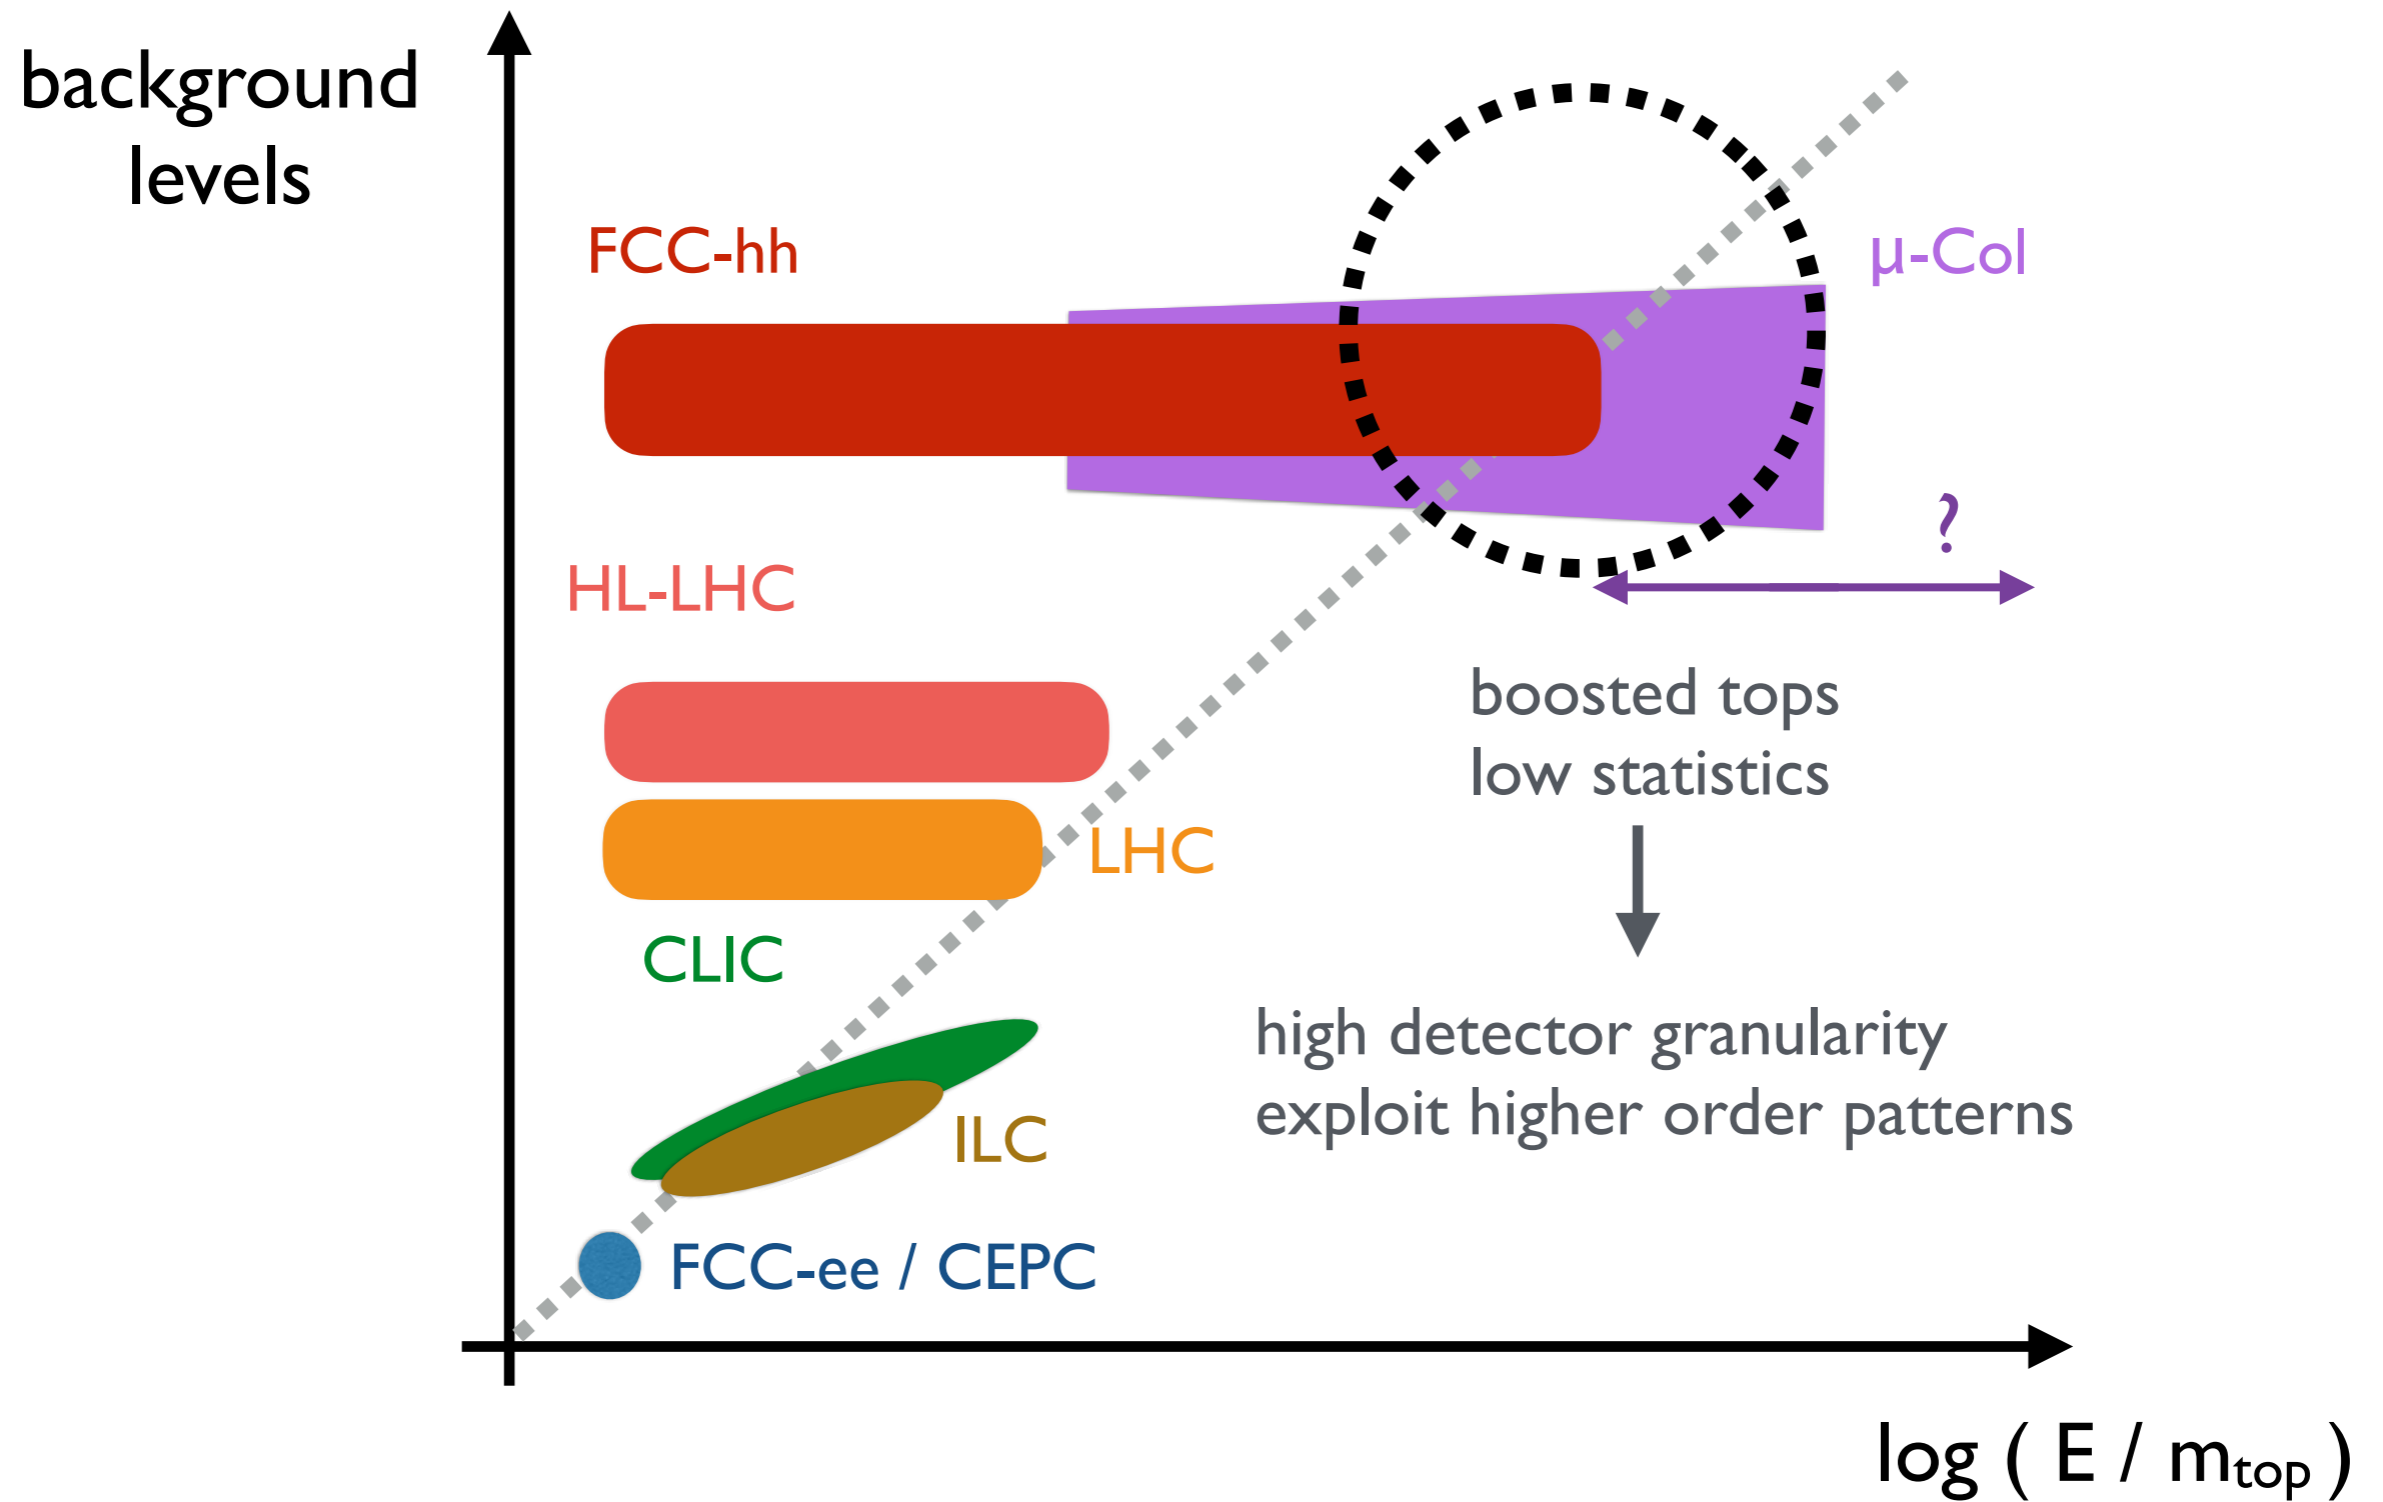 background
levels
FCC-hh
μ-Col
?
HL-LHC
boosted tops
low statistics
LHC
CLIC
high detector granularity
exploit higher order patterns
ILC
FCC-ee / CEPC
log ( E / mtop )